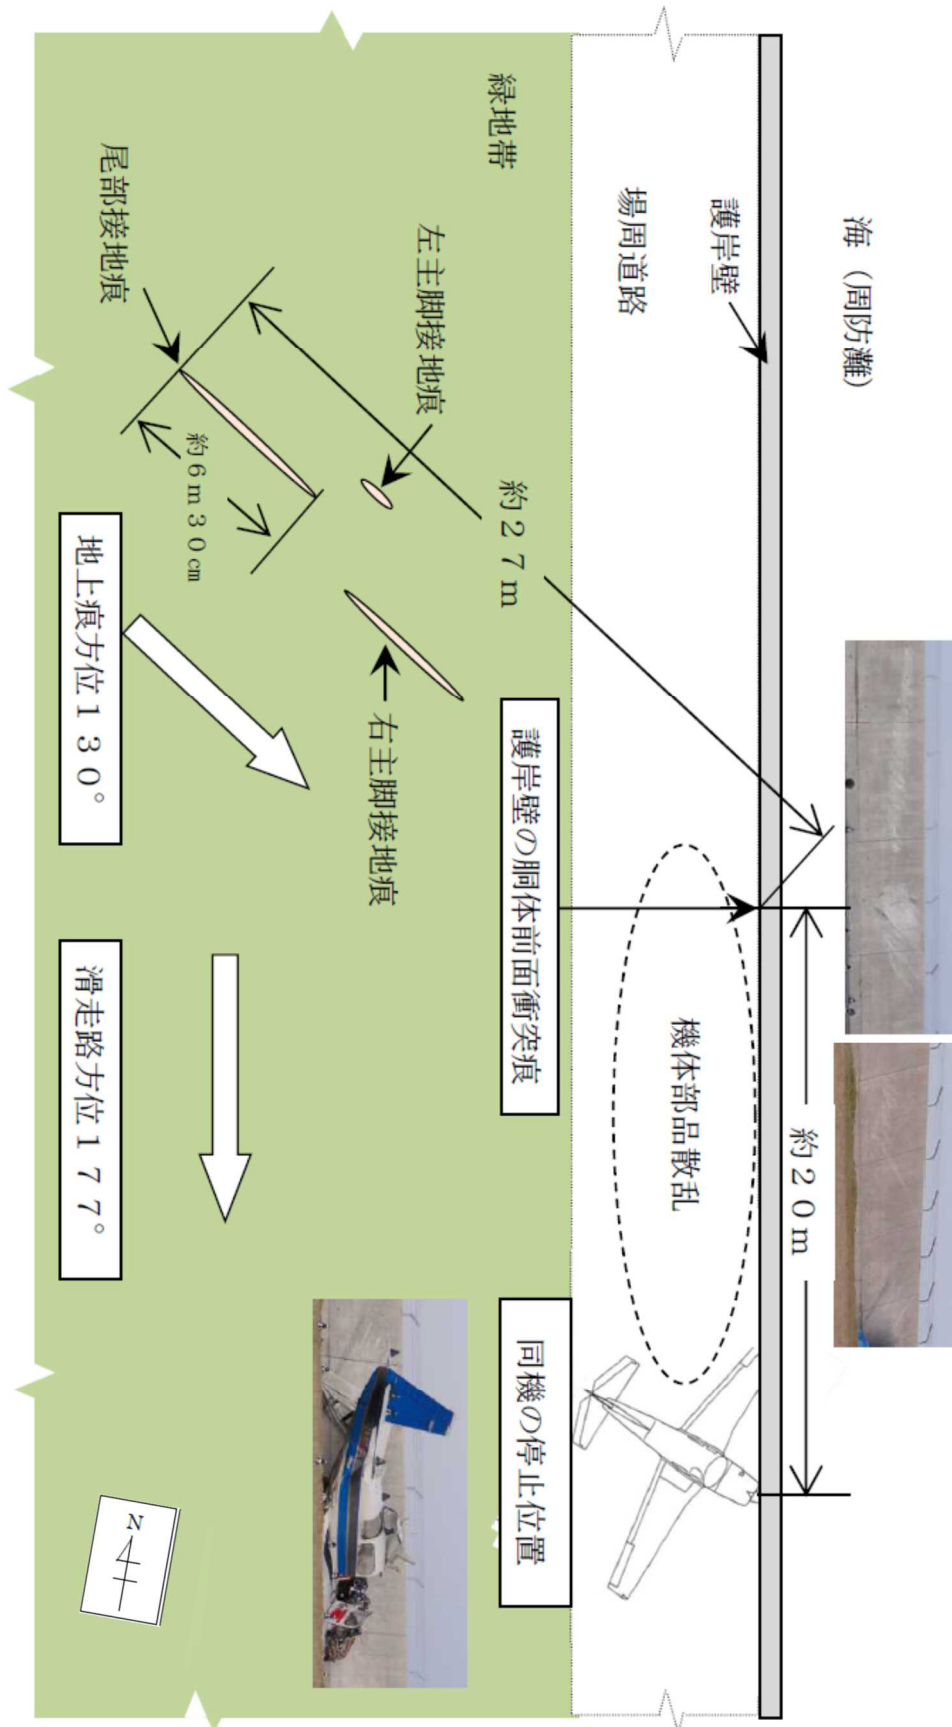 海（周防灘）
護岸壁
場周道路
緑地帯
左主脚接地痕
尾部接地痕
約２７ｍ
約６ｍ３０㎝
右主脚接地痕
地上痕方位１３０°
護岸壁の胴体前面衝突痕
機体部品散乱
約２０ｍ
滑走路方位１７７°
同機の停止位置
N